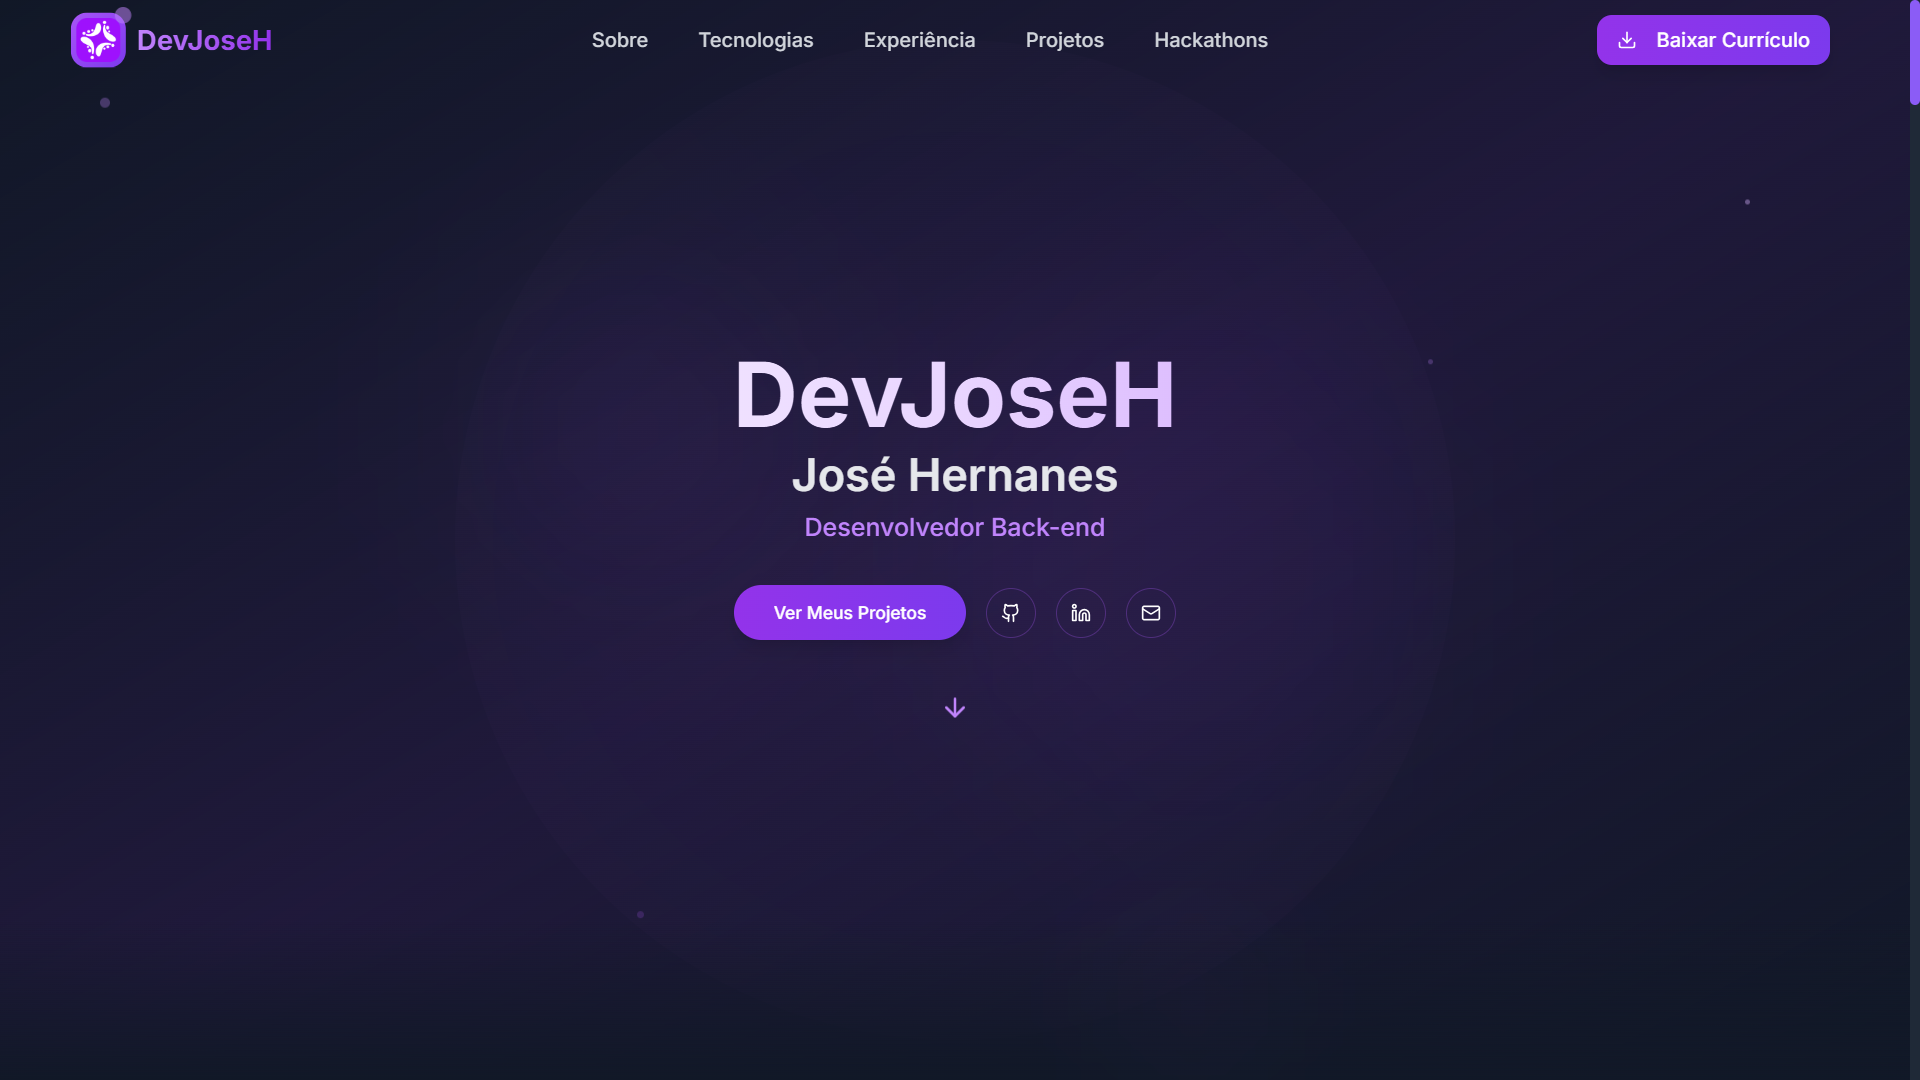 DevJoseH
Sobre
Tecnologias
Experiência
Projetos
Hackathons
Baixar Currículo
DevJoseH
José Hernanes
Desenvolvedor Back-end
Ver Meus Projetos